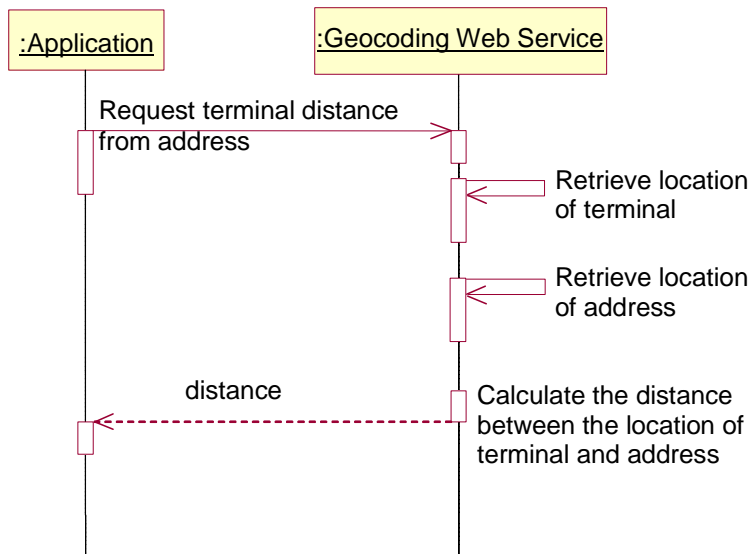 :Application
:Geocoding Web Service
Request terminal distance
from address
Retrieve location
of terminal
Retrieve location
of address
distance
Calculate the distance
between the location of
terminal and address